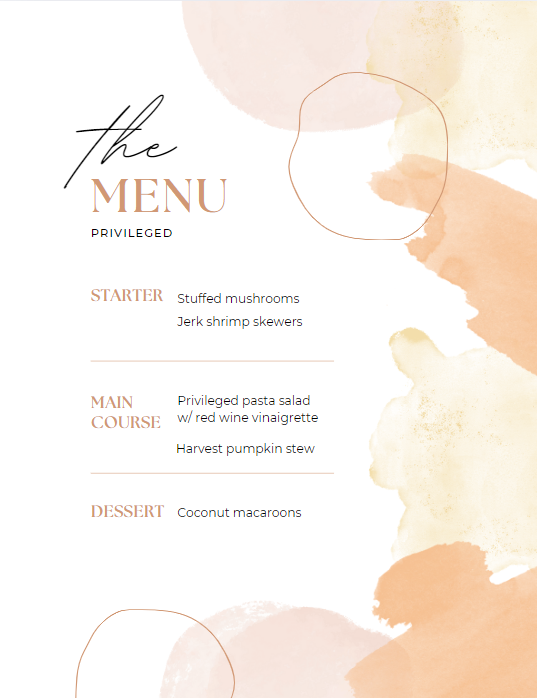 the
MENU
PRIVILEGED
STARTER
Stuffed mushrooms
Jerk shrimp skewers
MAIN
COURSE
Privileged pasta salad
w/ red wine vinaigrette
Harvest pumpkin stew
DESSERT
Coconut macaroons